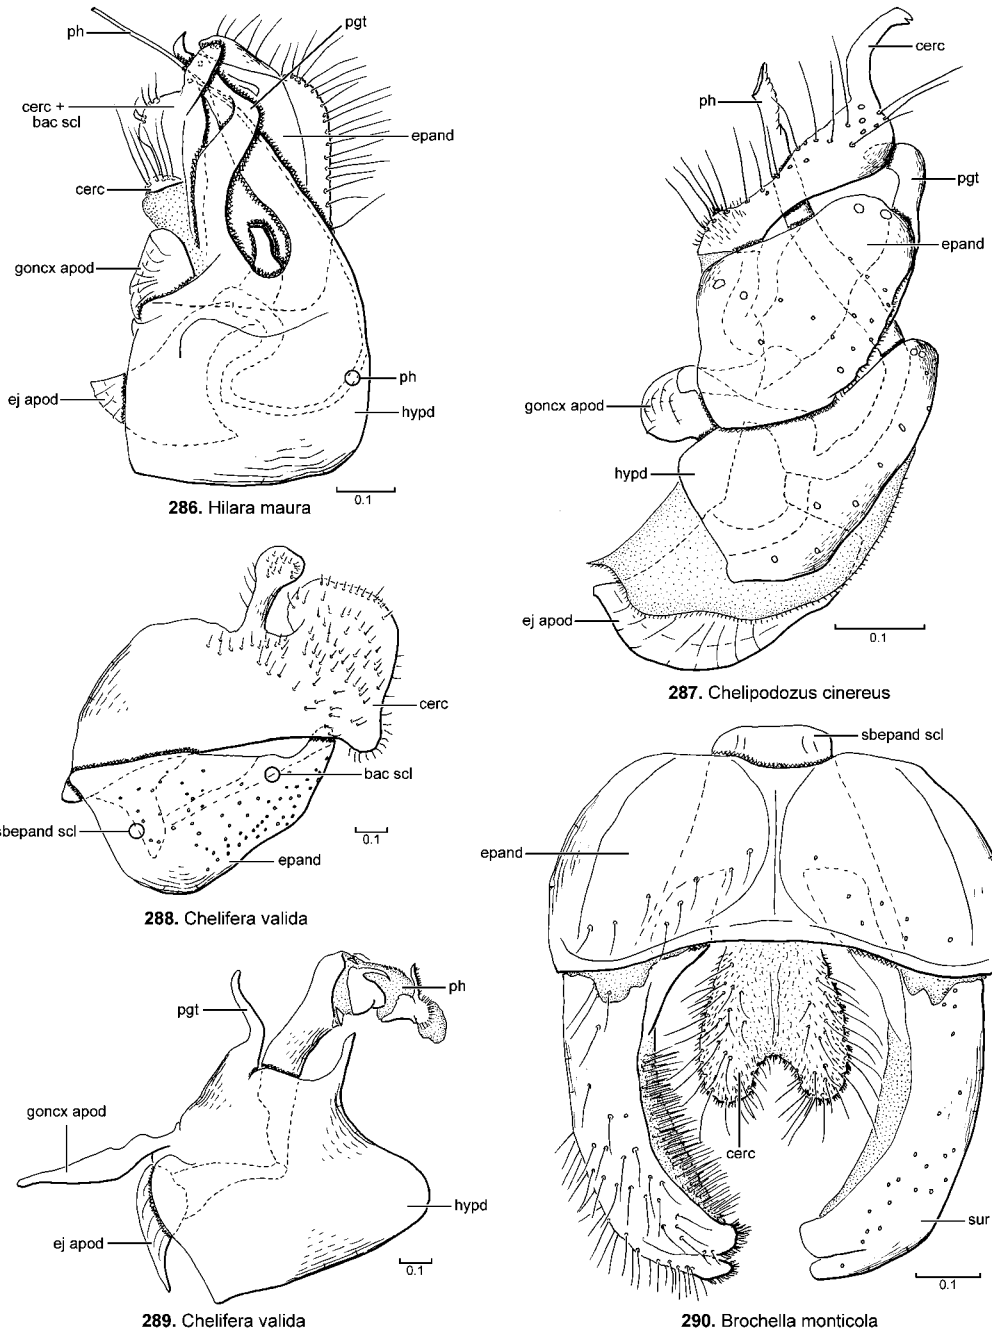 ph
pgt
cerc +
bac scl
epand
cerc
goncx apod
ej apod
ph
hypd
0.1
286. Hilara maura
cerc
ph
pgt
epand
goncx apod
hypd
ej apod
0.1
287. Chelipodozus cinereus
cerc
bac scl
sbepand scl
epand
0.1
288. Chelifera valida
pgt
ph
goncx apod
hypd
ej apod
0.1
289. Chelifera valida
sbepand scl
epand
cerc
sur
0.1
290. Brochella monticola